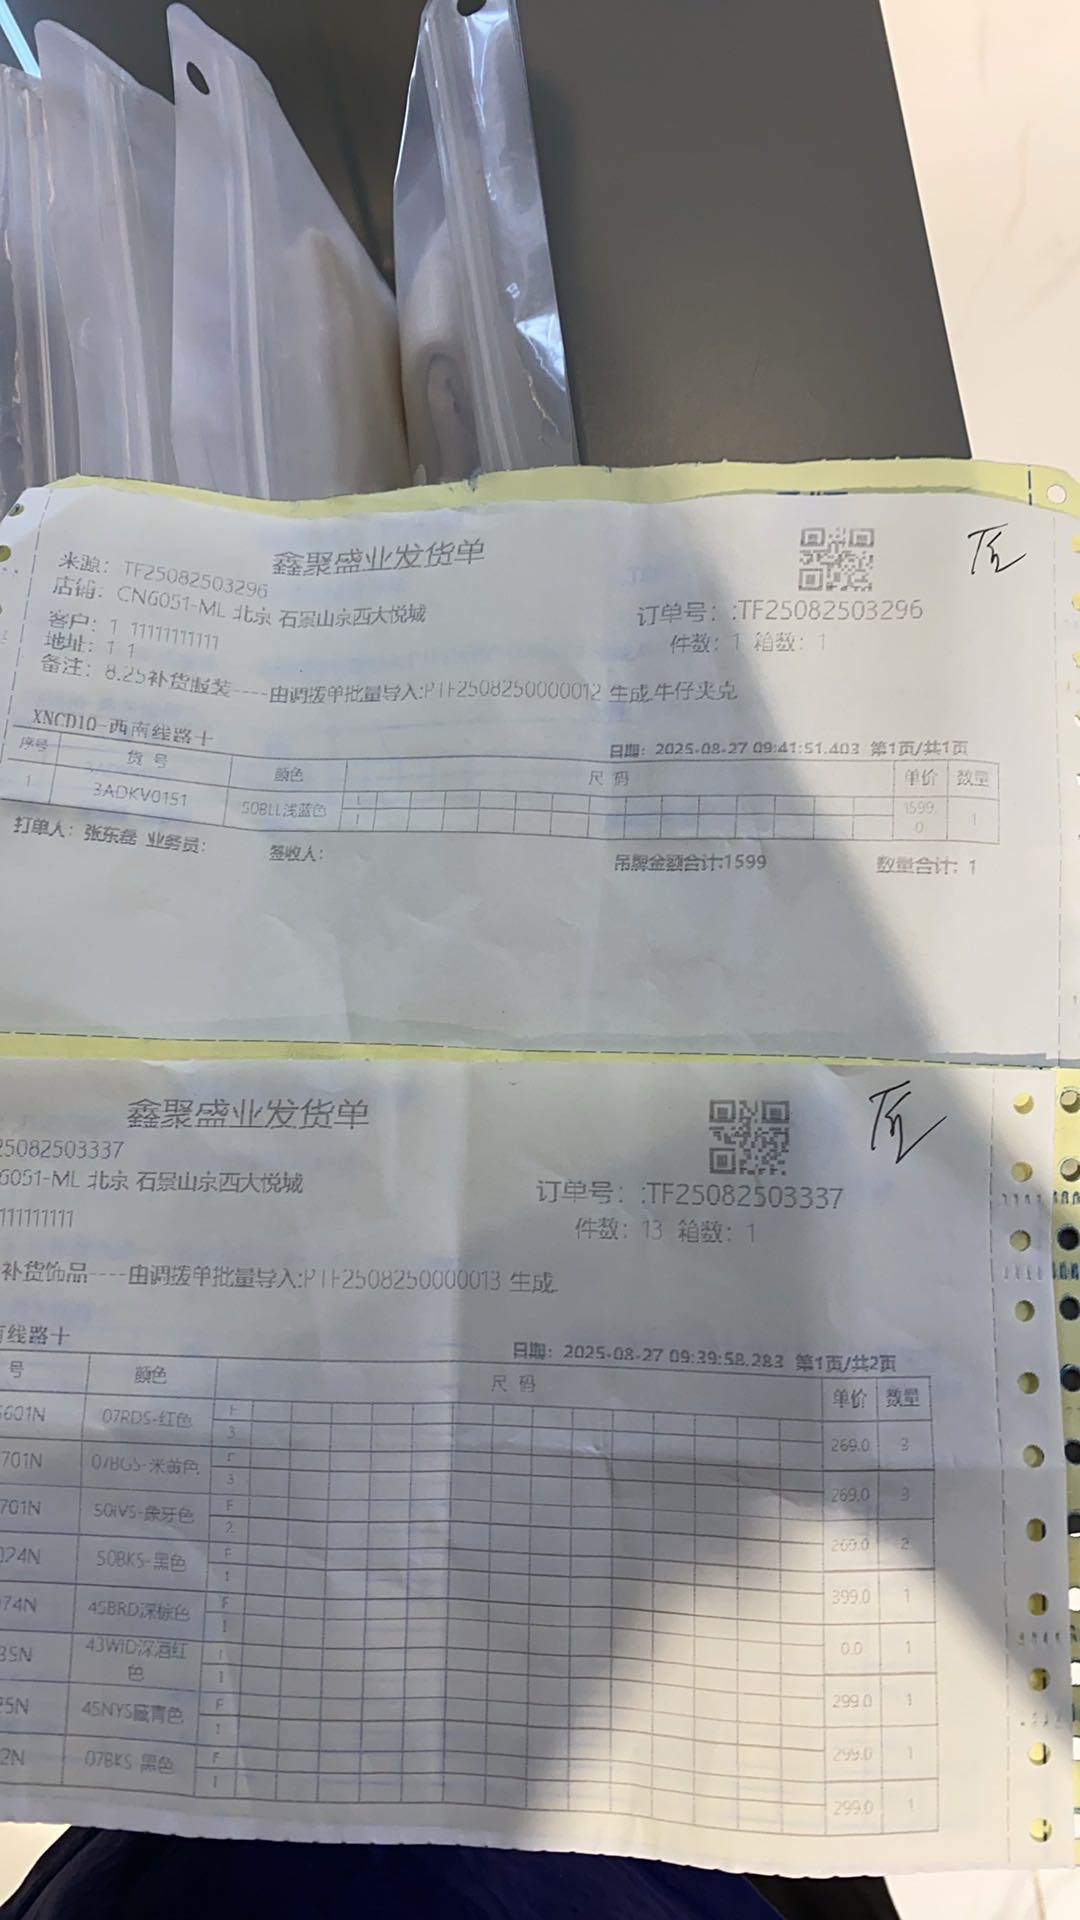 鑫聚盛业发货单
来源：TF25082503296
店铺：CN6051-ML 北京 石景山京西大悦城
订单号：:TF25082503296
客户：1 11111111111
件数：1 箱数：1
地址：1 1
备注：8.25补货服装----由调拨单批量导入:PTF2508250000012 生成.牛仔夹克
XNCD10-西南线路十
日期：2025-08-27 09:41:51.403 第1页/共1页
序号 货 号 颜色 尺 码 单价 数量
1 3ADKV0151 50BLL浅蓝色 1 1599.0 1
打单人：张东磊 业务员： 签收人： 吊牌金额合计:1599 数量合计：1
鑫聚盛业发货单
25082503337
6051-ML 北京 石景山京西大悦城
订单号：:TF25082503337
111111111
件数：13 箱数：1
补货饰品----由调拨单批量导入:PTF2508250000013 生成.
线路十
日期：2025-08-27 09:39:58.283 第1页/共2页
号 颜色 尺 码 单价 数量
601N 07RDS-红色 F 3 269.0 3
701N 07BGS-米黄色 F 3 269.0 3
701N 50IVS-象牙色 F 2 269.0 2
024N 50BKS-黑色 F 1 399.0 1
74N 45BRD深棕色 F 1 0.0 1
35N 43WID深酒红色 1 299.0 1
25N 45NYS藏青色 F 1 299.0 1
2N 07BKS 黑色 F 1 299.0 1